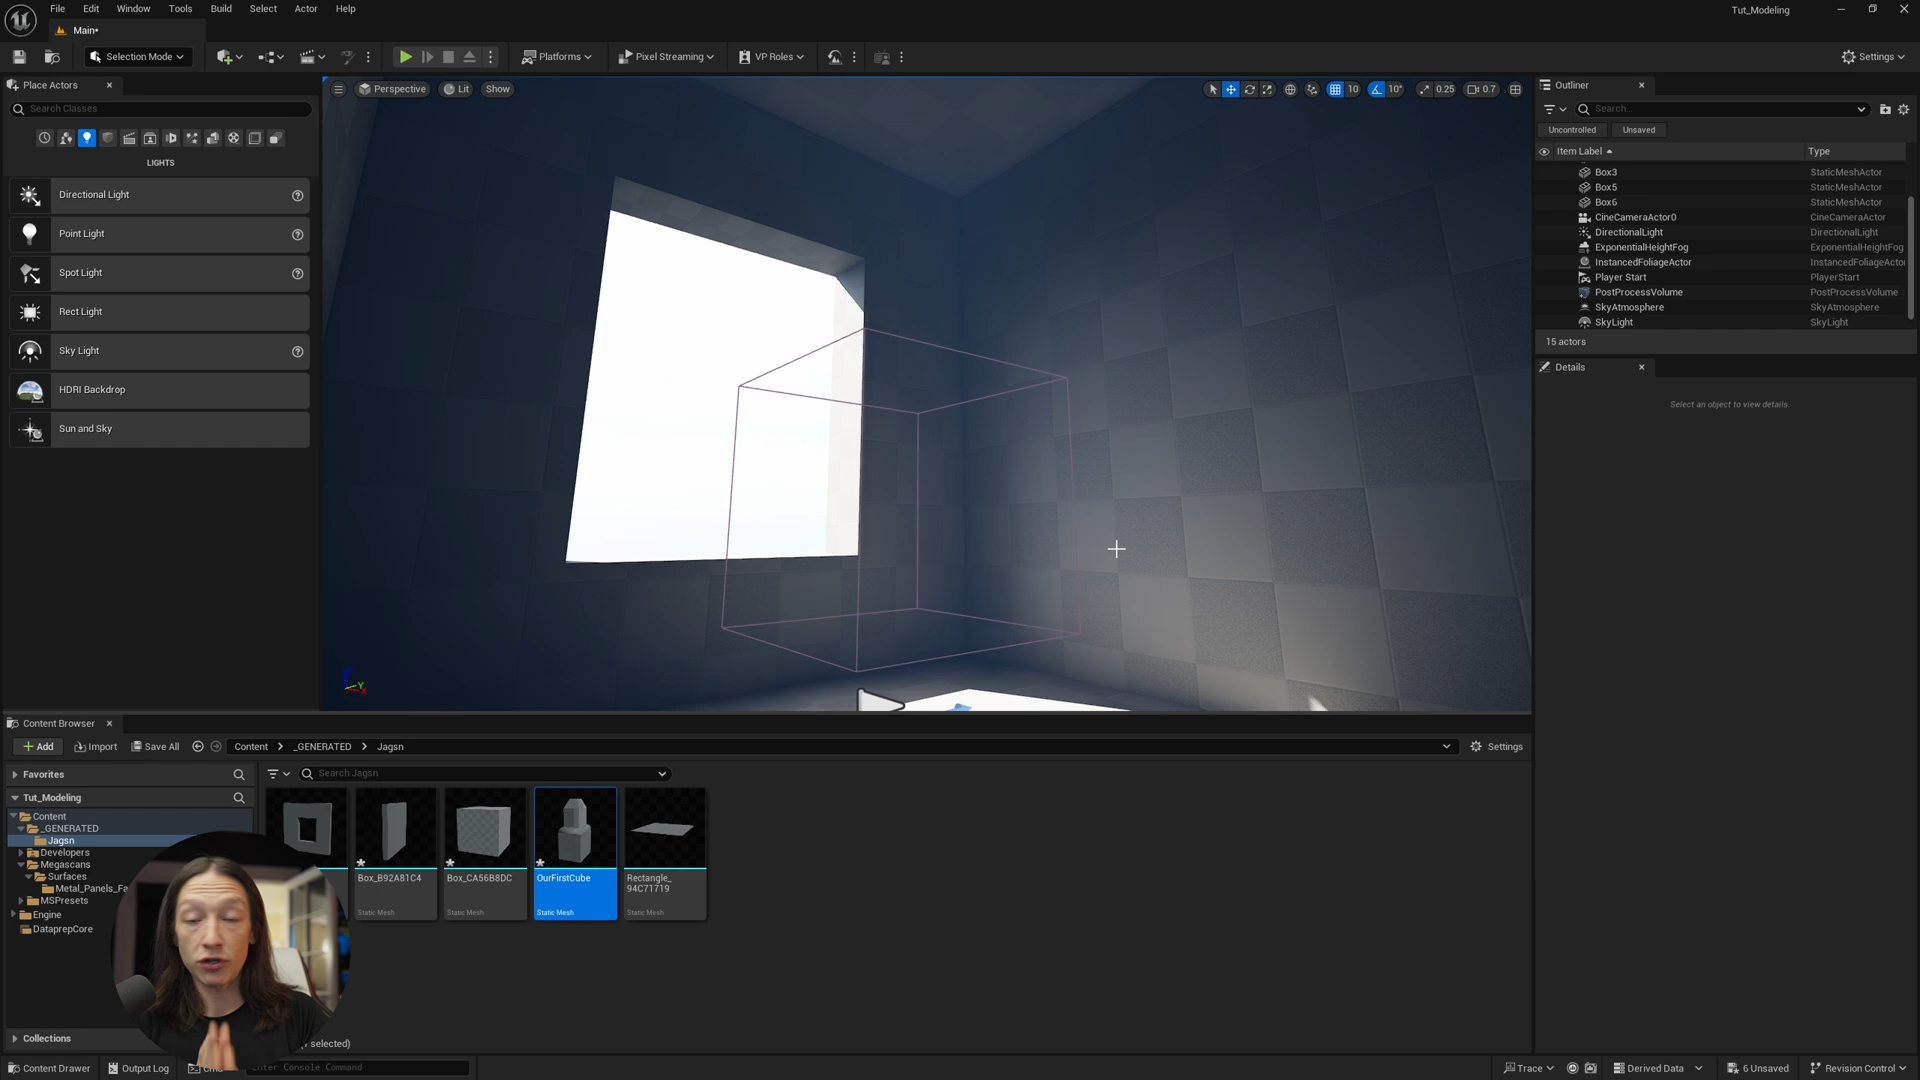 File Edit Window Tools Build Select Actor Help
Tut_Modeling
Main•
Selection Mode
Platforms
Pixel Streaming
VP Roles
Settings
Place Actors
Search Classes
LIGHTS
Directional Light
Point Light
Spot Light
Rect Light
Sky Light
HDRI Backdrop
Sun and Sky
Perspective
Lit
Show
10
10°
0.25
0.7
Outliner
Search...
Uncontrolled
Unsaved
Item Label
Type
Box3 StaticMeshActor
Box5 StaticMeshActor
Box6 StaticMeshActor
CineCameraActor0 CineCameraActor
DirectionalLight DirectionalLight
ExponentialHeightFog ExponentialHeightFog
InstancedFoliageActor InstancedFoliageActor
Player Start PlayerStart
PostProcessVolume PostProcessVolume
SkyAtmosphere SkyAtmosphere
SkyLight SkyLight
15 actors
Details
Select an object to view details.
Content Browser
Add
Import
Save All
Content
_GENERATED
Jagsn
Settings
Favorites
Tut_Modeling
Content
_GENERATED
Jagsn
Developers
Megascans
Surfaces
Metal_Panels_Fa
MSPresets
Engine
DataprepCore
Collections
Search Jagsn
Box_B92A81C4
Static Mesh
Box_CA56B8DC
Static Mesh
OurFirstCube
Static Mesh
Rectangle_
94C71719
Static Mesh
selected)
Content Drawer
Output Log
Enter Console Command
Trace
Derived Data
6 Unsaved
Revision Control